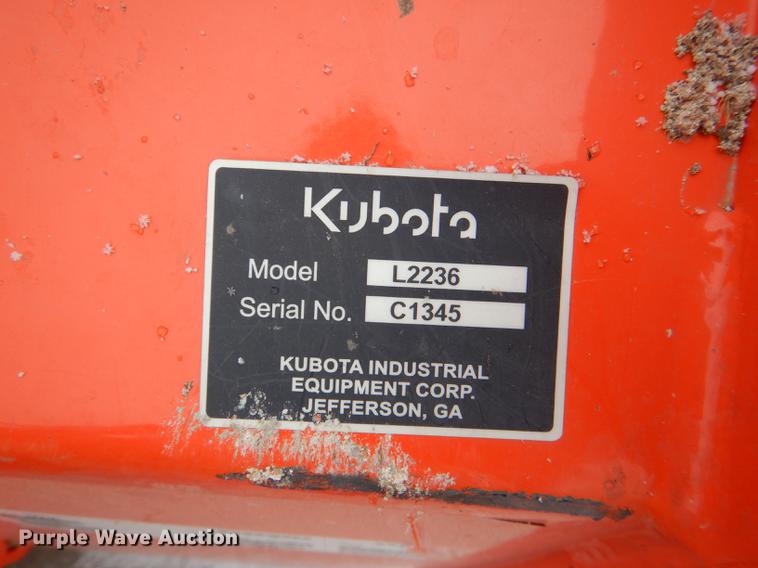 Kubota
Model L2236
Serial No. C1345
KUBOTA INDUSTRIAL
EQUIPMENT CORP.
JEFFERSON, GA
Purple Wave Auction